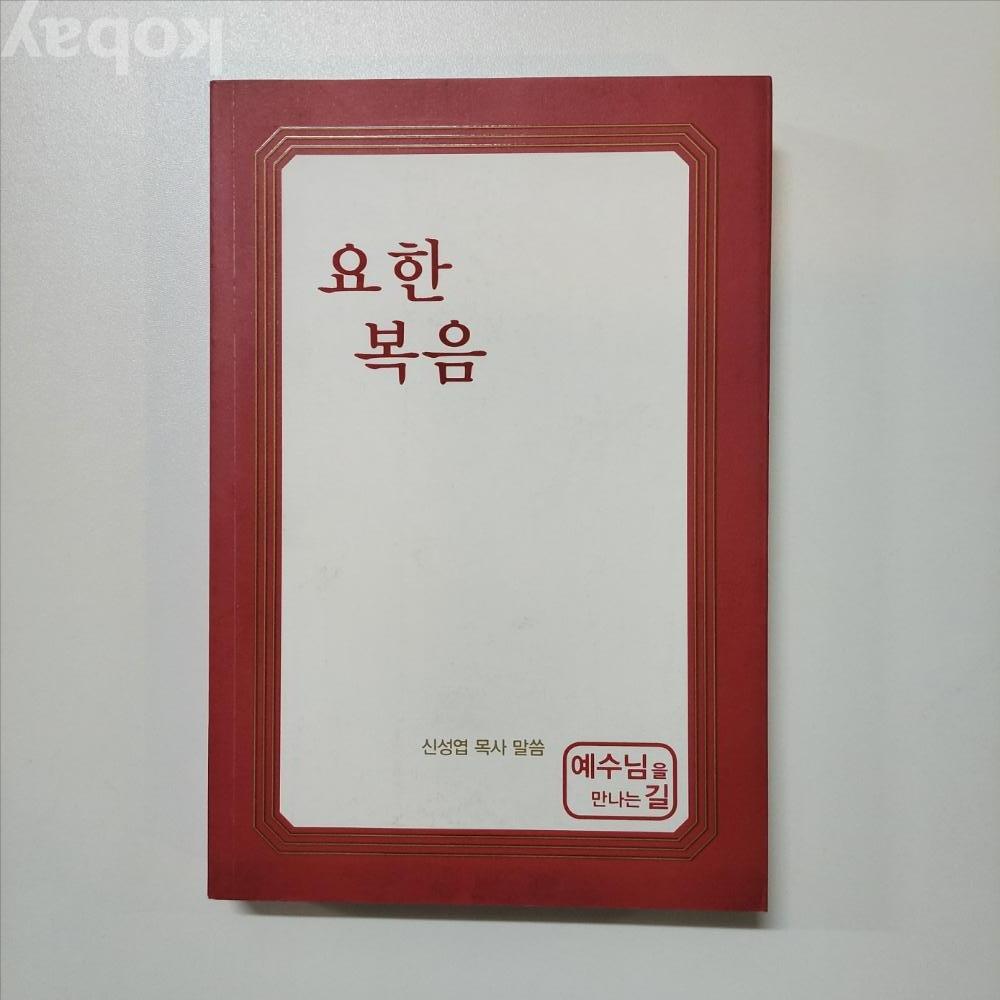 kobay
요한
복음
신성엽 목사 말씀
예수님을
만나는 길